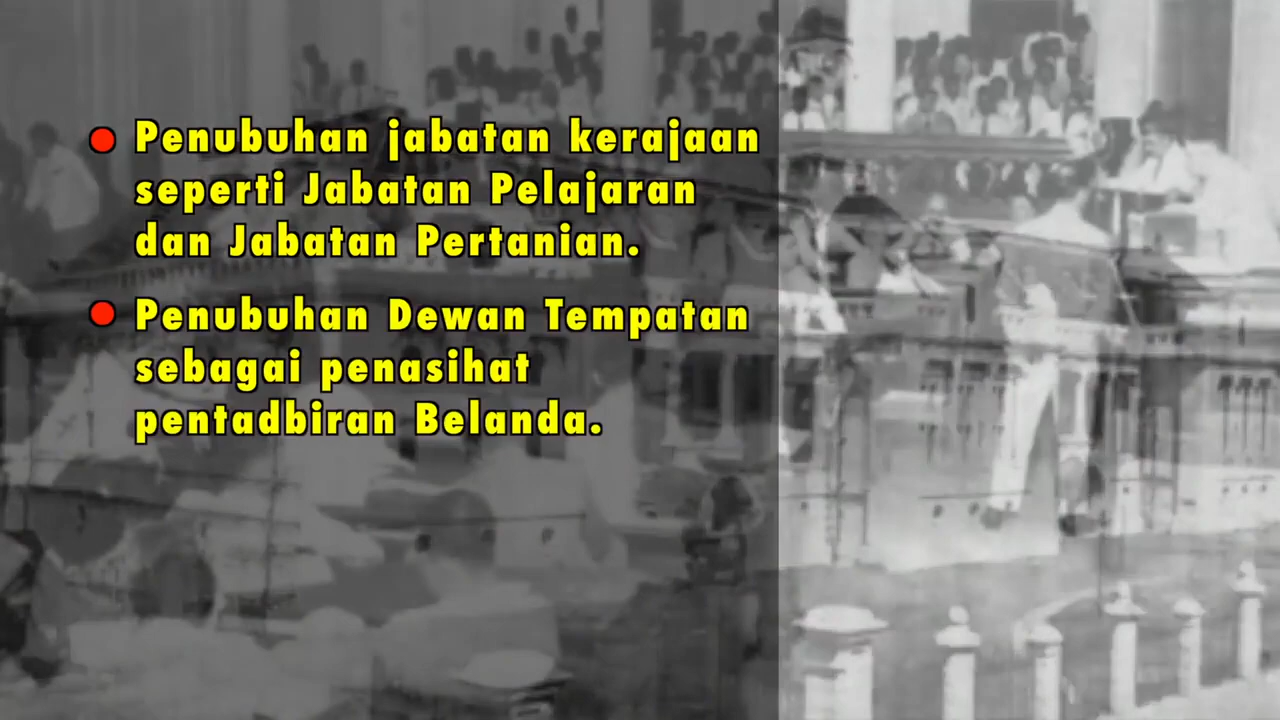 Penubuhan jabatan kerajaan
seperti Jabatan Pelajaran
dan Jabatan Pertanian.
Penubuhan Dewan Tempatan
sebagai penasihat
pentadbiran Belanda.